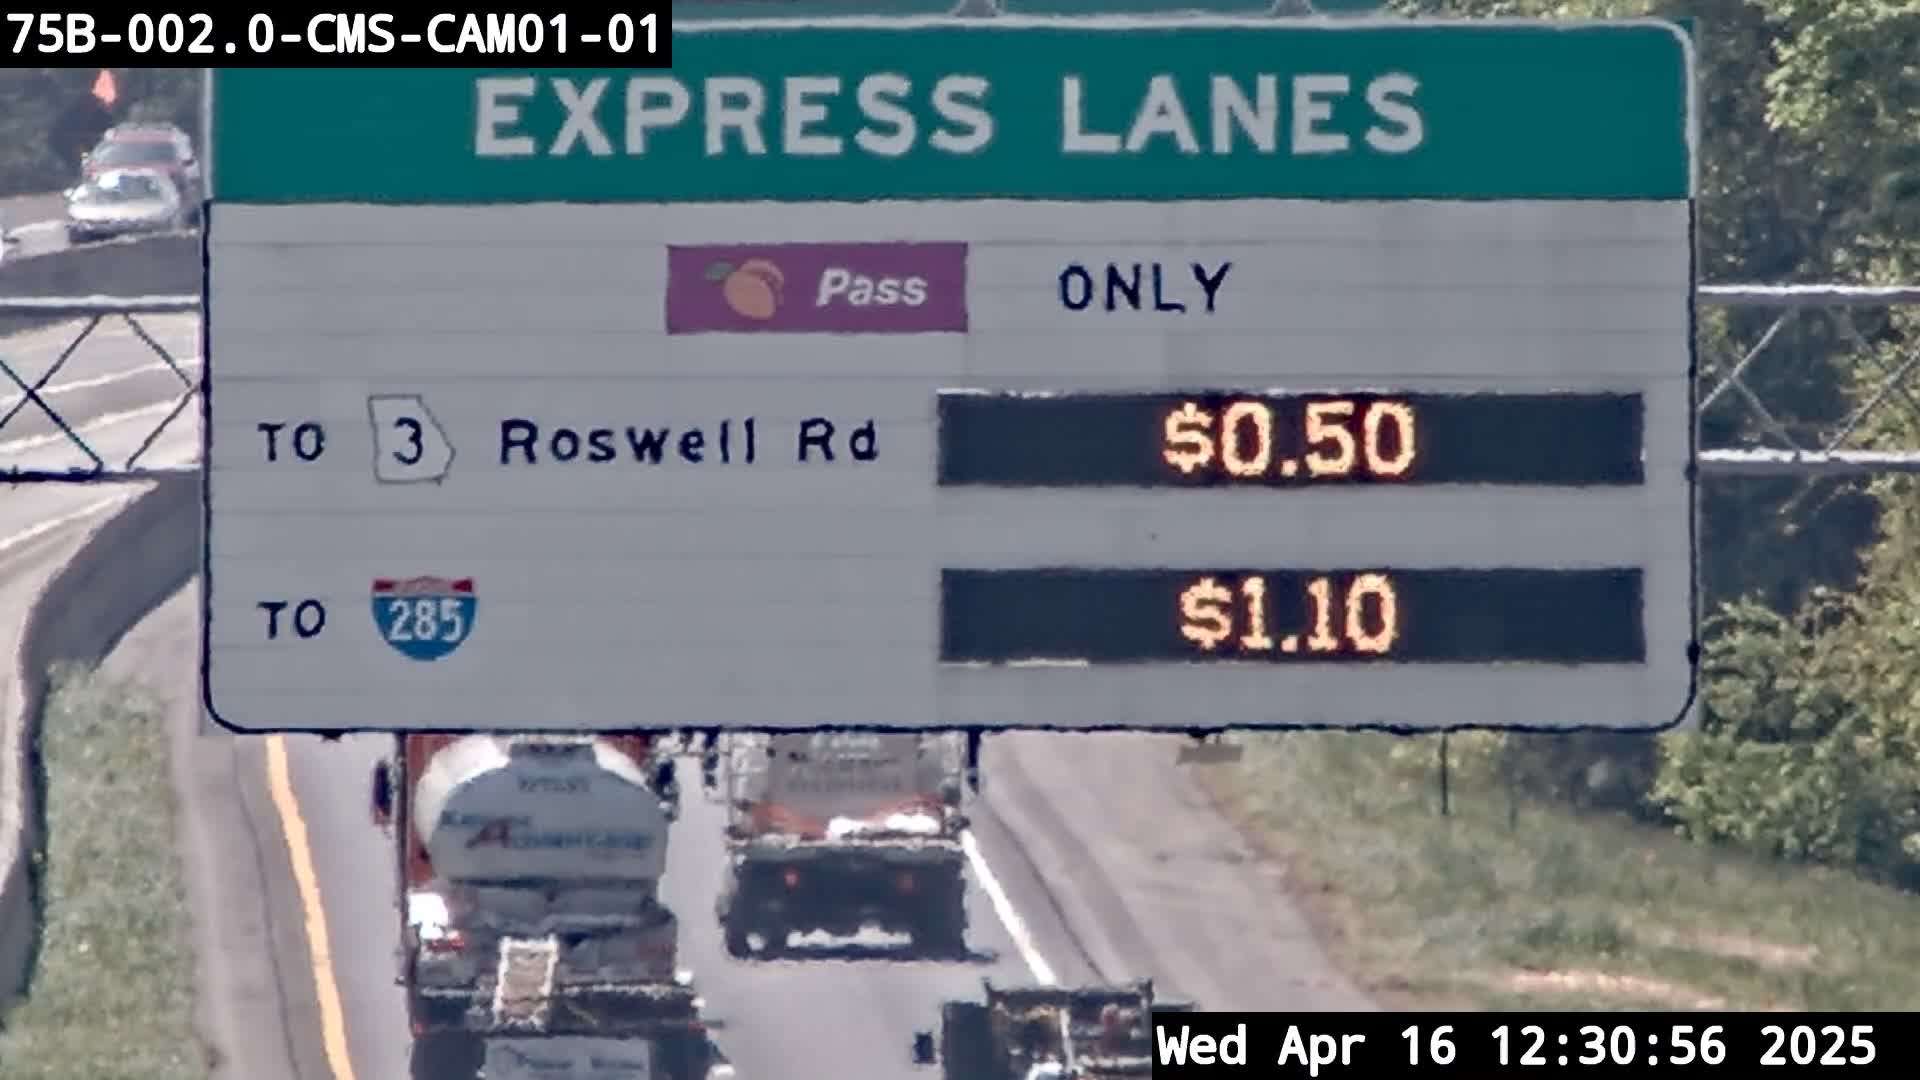 75B-002.0-CMS-CAM01-01
EXPRESS LANES
Pass ONLY
TO 3 Roswell Rd $0.50
TO 285 $1.10
Wed Apr 16 12:30:56 2025